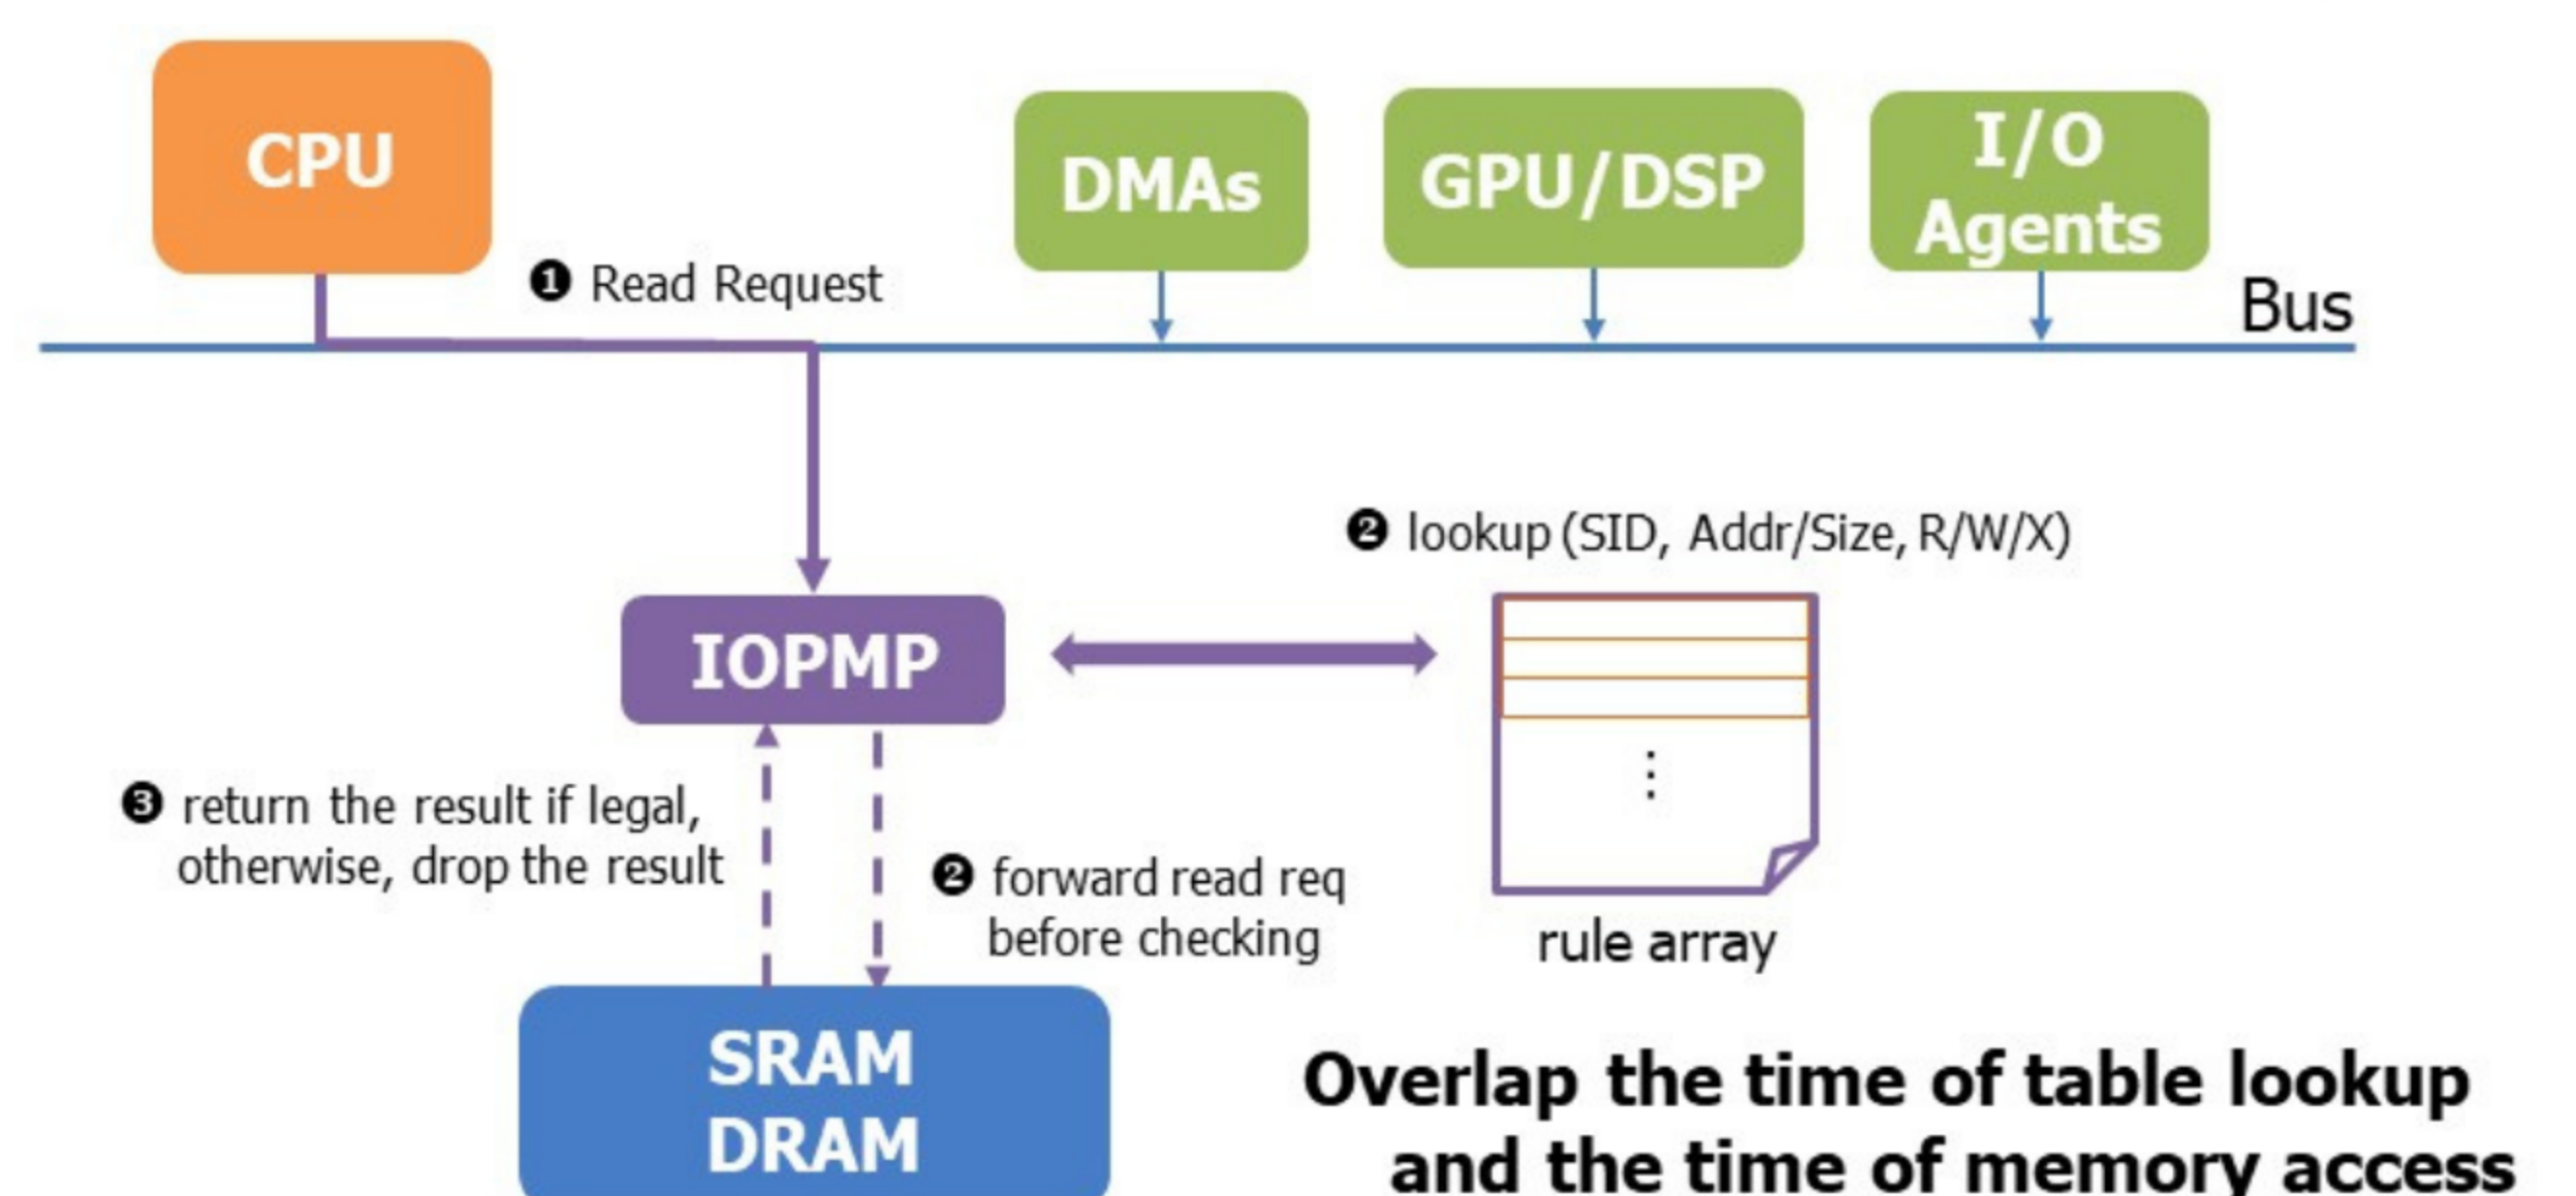 CPU
DMAs
GPU/DSP
I/O
Agents
❶ Read Request
Bus
❷ lookup (SID, Addr/Size, R/W/X)
IOPMP
❸ return the result if legal,
otherwise, drop the result
❷ forward read req
before checking
rule array
SRAM
DRAM
Overlap the time of table lookup
and the time of memory access